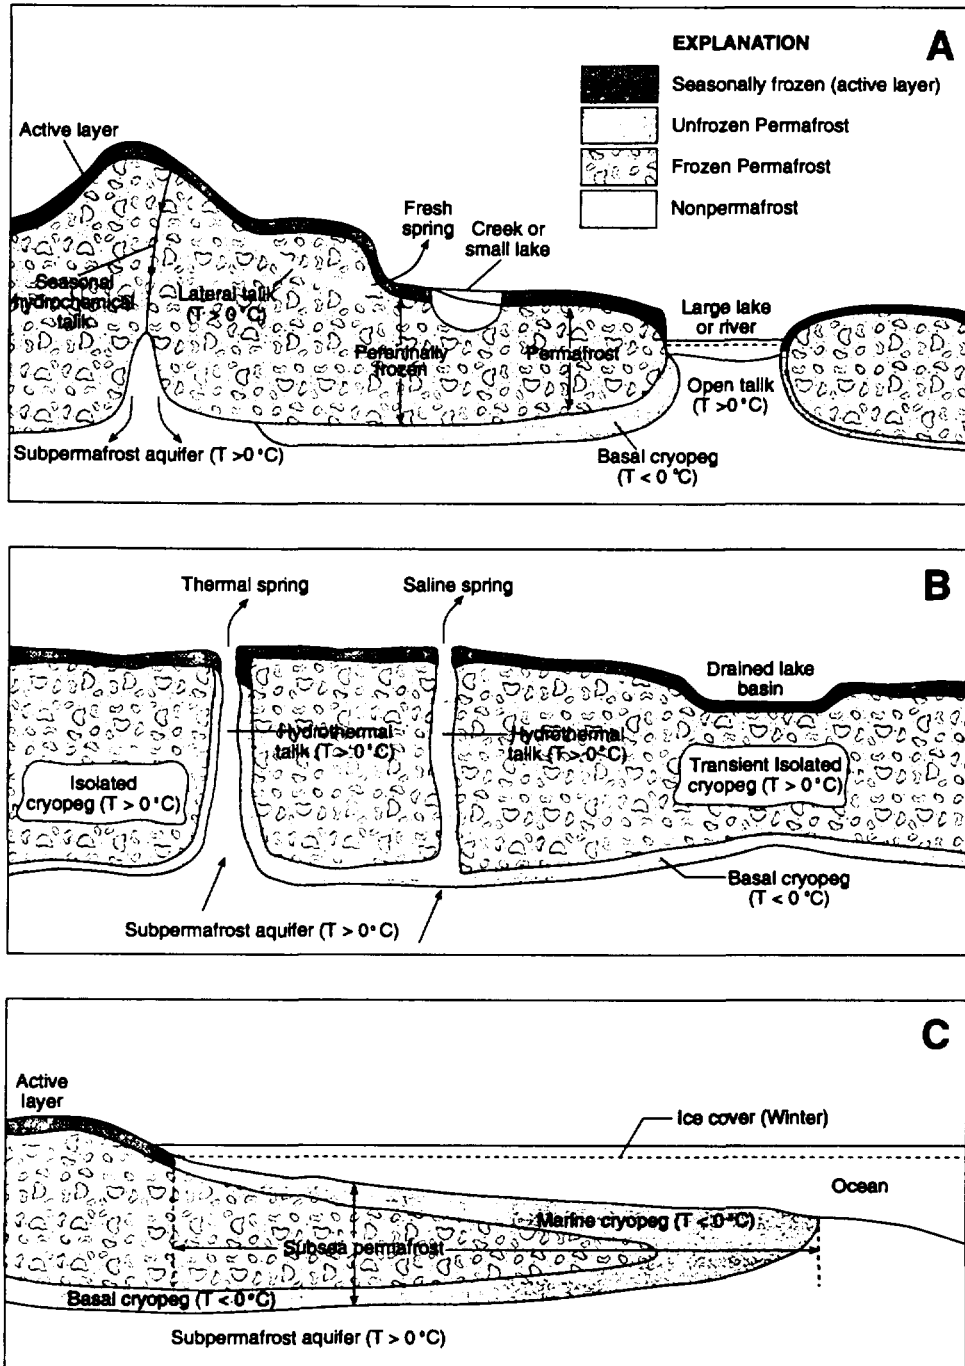 A
EXPLANATION
Seasonally frozen (active layer)
Unfrozen Permafrost
Frozen Permafrost
Nonpermafrost
Active layer
Fresh
spring
Creek or
small lake
Seasonal
hydrochemical
talik
Lateral talik
(T > 0°C)
Perennially
frozen
Permafrost
Large lake
or river
Open talik
(T >0°C)
Subpermafrost aquifer (T >0°C)
Basal cryopeg
(T < 0°C)
B
Thermal spring
Saline spring
Drained lake
basin
Hydrothermal
talik (T > 0°C)
Hydrothermal
talik (T > 0°C)
Isolated
cryopeg (T > 0°C)
Transient Isolated
cryopeg (T > 0°C)
Basal cryopeg
(T < 0°C)
Subpermafrost aquifer (T > 0°C)
C
Active
layer
Ice cover (Winter)
Ocean
Marine cryopeg (T < 0°C)
Subsea permafrost
Basal cryopeg (T < 0°C)
Subpermafrost aquifer (T > 0°C)